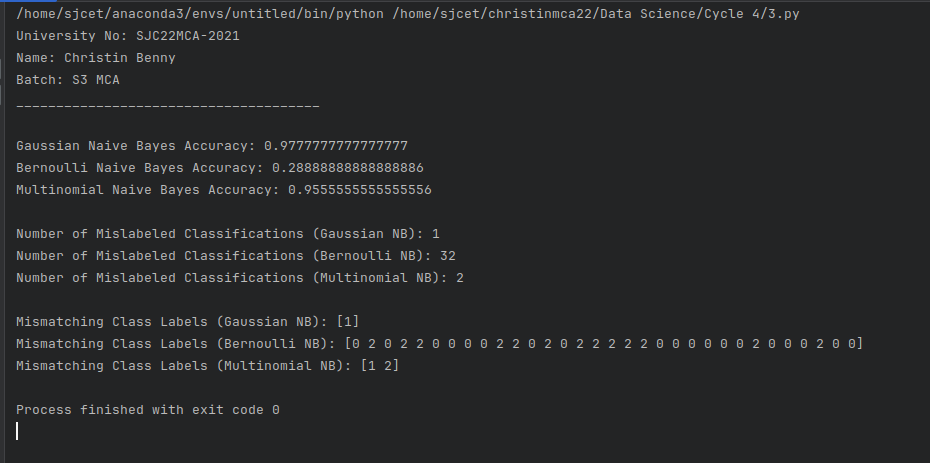 /home/sjcet/anaconda3/envs/untitled/bin/python /home/sjcet/christinmca22/Data Science/Cycle 4/3.py
University No: SJC22MCA-2021
Name: Christin Benny
Batch: S3 MCA
______________________________________
Gaussian Naive Bayes Accuracy: 0.9777777777777777
Bernoulli Naive Bayes Accuracy: 0.28888888888888886
Multinomial Naive Bayes Accuracy: 0.9555555555555556
Number of Mislabeled Classifications (Gaussian NB): 1
Number of Mislabeled Classifications (Bernoulli NB): 32
Number of Mislabeled Classifications (Multinomial NB): 2
Mismatching Class Labels (Gaussian NB): [1]
Mismatching Class Labels (Bernoulli NB): [0 2 0 2 2 0 0 0 0 2 2 0 2 0 2 2 2 2 2 0 0 0 0 0 0 2 0 0 0 2 0 0]
Mismatching Class Labels (Multinomial NB): [1 2]
Process finished with exit code 0